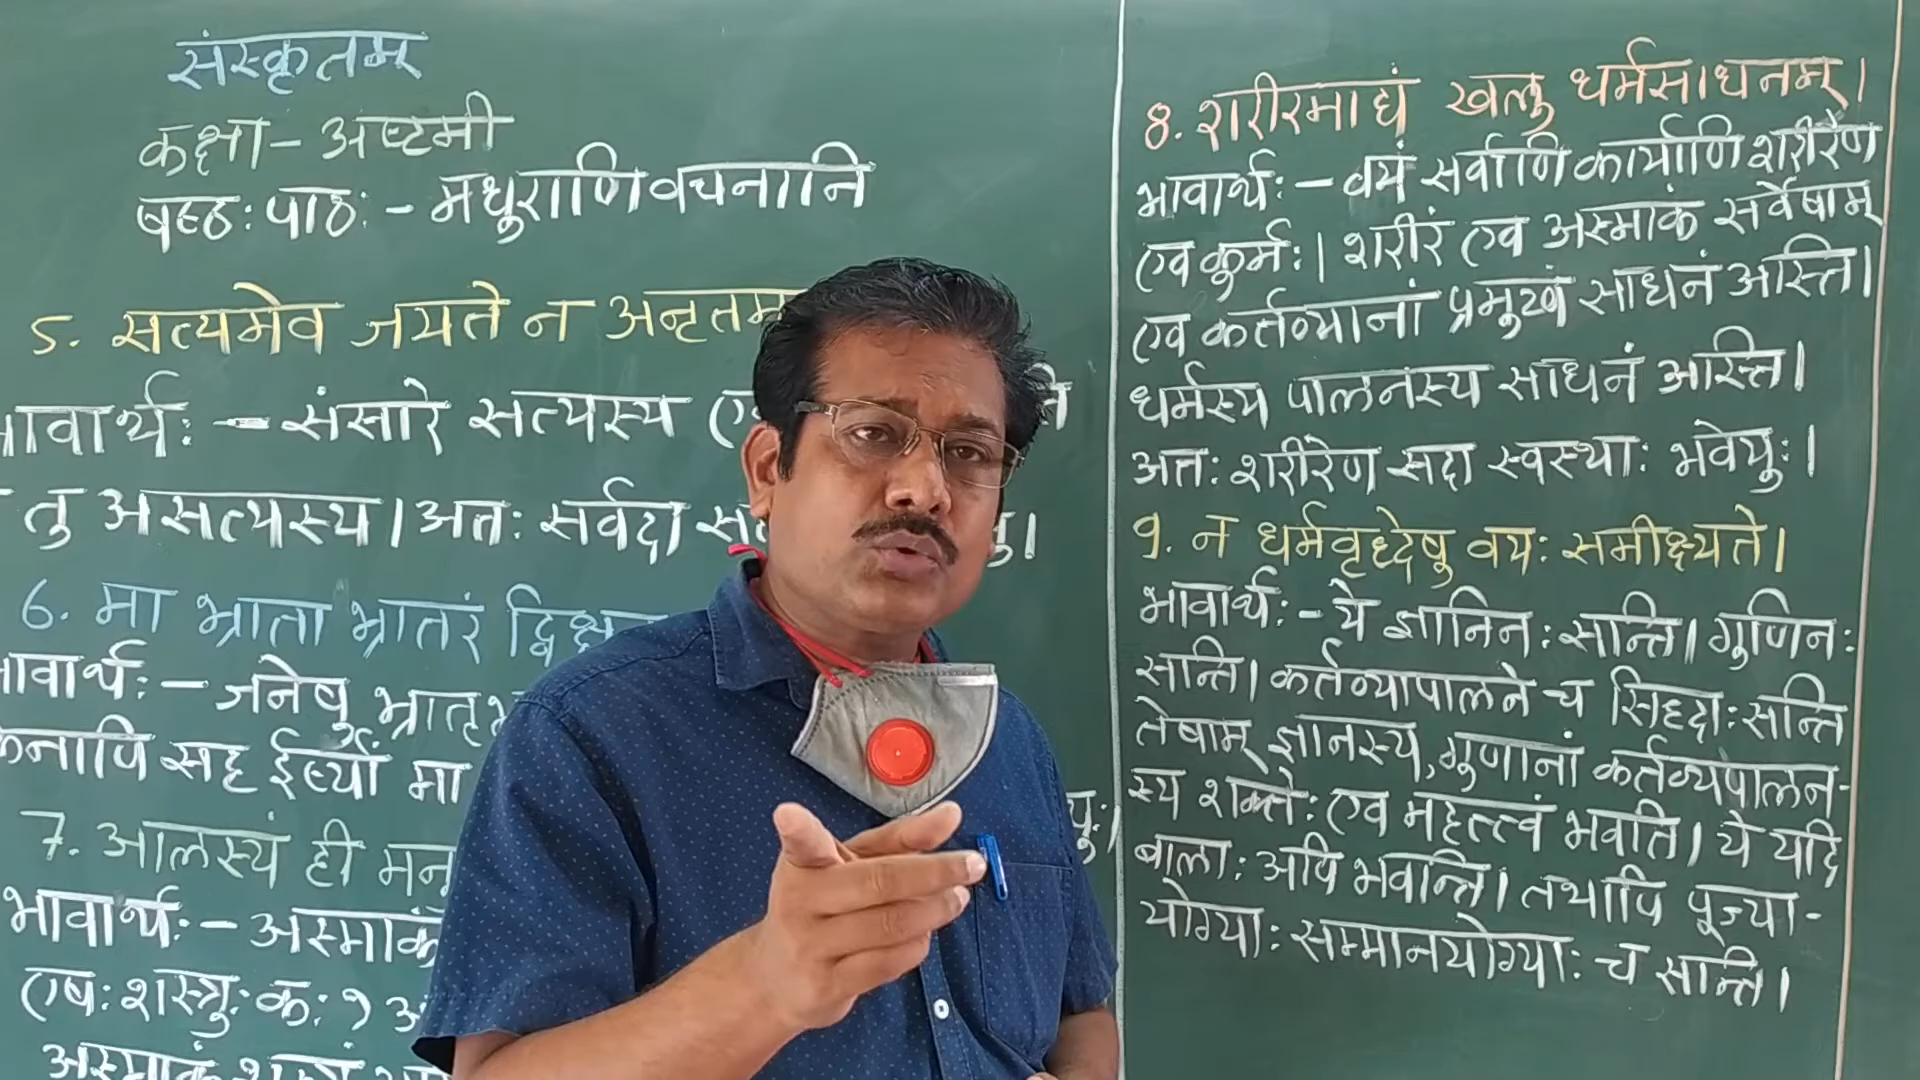 संस्कृतम्
कक्षा - अष्टमी
षष्ठ: पाठ: - मधुराणि वचनानि
5. सत्यमेव जयते न अनृतम
भावार्थ: - संसारे सत्यस्य
तु असत्यस्य। अत: सर्वदा
6. मा भ्राता भ्रातरं द्विक्ष
भावार्थ: - जनेषु भ्रातृ
केनापि सह ईर्ष्यां मा
7. आलस्यं ही मनु
भावार्थ: - अस्माकं
एष: शत्रु: क: ?
अस्माकं
8. शरीरमाद्यं खलु धर्मसाधनम्।
भावार्थ: - वयं सर्वाणि कार्याणि शरीरेण
एव कुर्म:। शरीरं एव अस्माकं सर्वेषाम्
एव कर्तव्यानां प्रमुखं साधनं अस्ति।
धर्मस्य पालनस्य साधनं अस्ति।
अत: शरीरेण सदा स्वस्था: भवेयु:।
9. न धर्मवृध्देषु वय: समीक्ष्यते।
भावार्थ: - ये ज्ञानिन: सन्ति। गुणिन:
सन्ति। कर्तव्यापालने च सिहदा: सन्ति
तेषाम् ज्ञानस्य, गुणानां कर्तव्यपालन-
स्य शक्ते: एव महत्त्वं भवति। ये यदि
बाला: अपि भवन्ति। तथापि पूज्या-
योग्या: सम्मानयोग्या: च सन्ति।